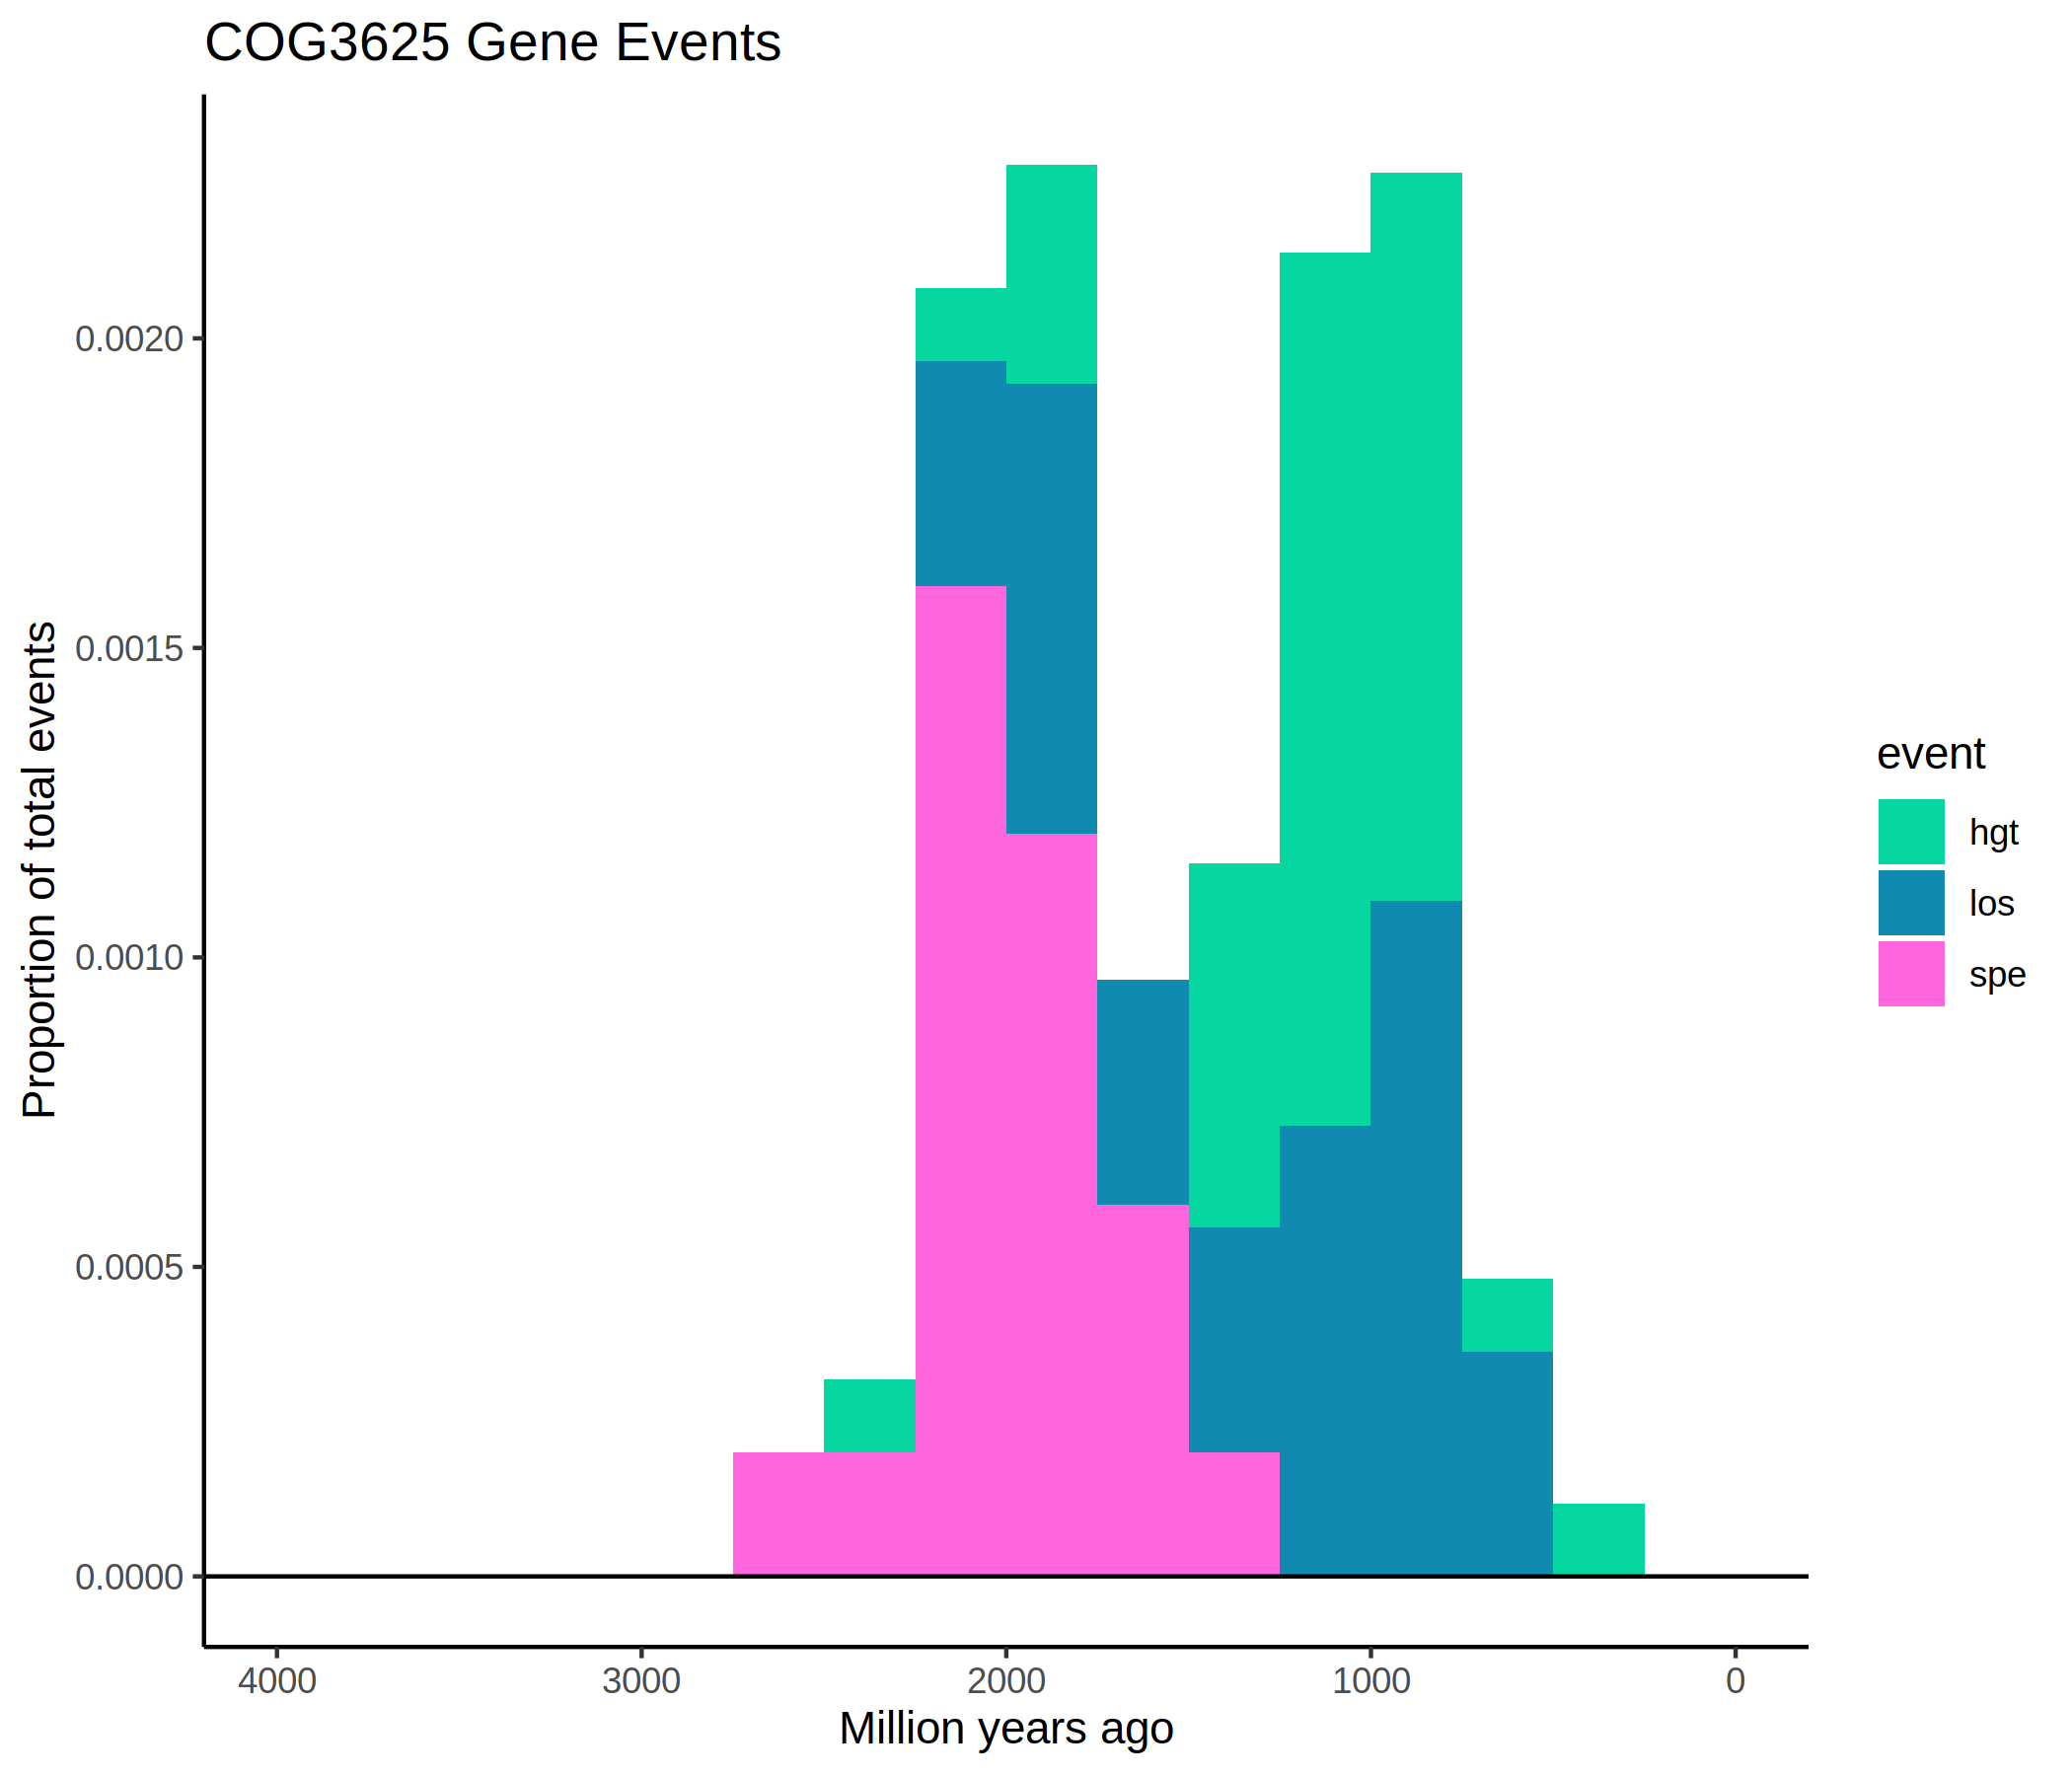 COG3625 Gene Events
Proportion of total events
0.0020
0.0015
0.0010
0.0005
0.0000
4000 3000 2000 1000 0
Million years ago
event
hgt
los
spe